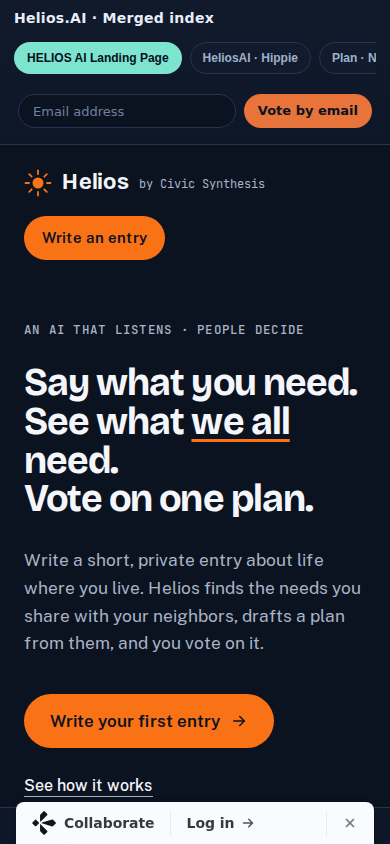 Helios.AI · Merged index
HELIOS AI Landing Page
HeliosAI · Hippie
Plan · N
Email address
Vote by email
Helios by Civic Synthesis
Write an entry
AN AI THAT LISTENS · PEOPLE DECIDE
Say what you need.
See what we all
need.
Vote on one plan.
Write a short, private entry about life
where you live. Helios finds the needs you
share with your neighbors, drafts a plan
from them, and you vote on it.
Write your first entry →
See how it works
Collaborate
Log in →
×